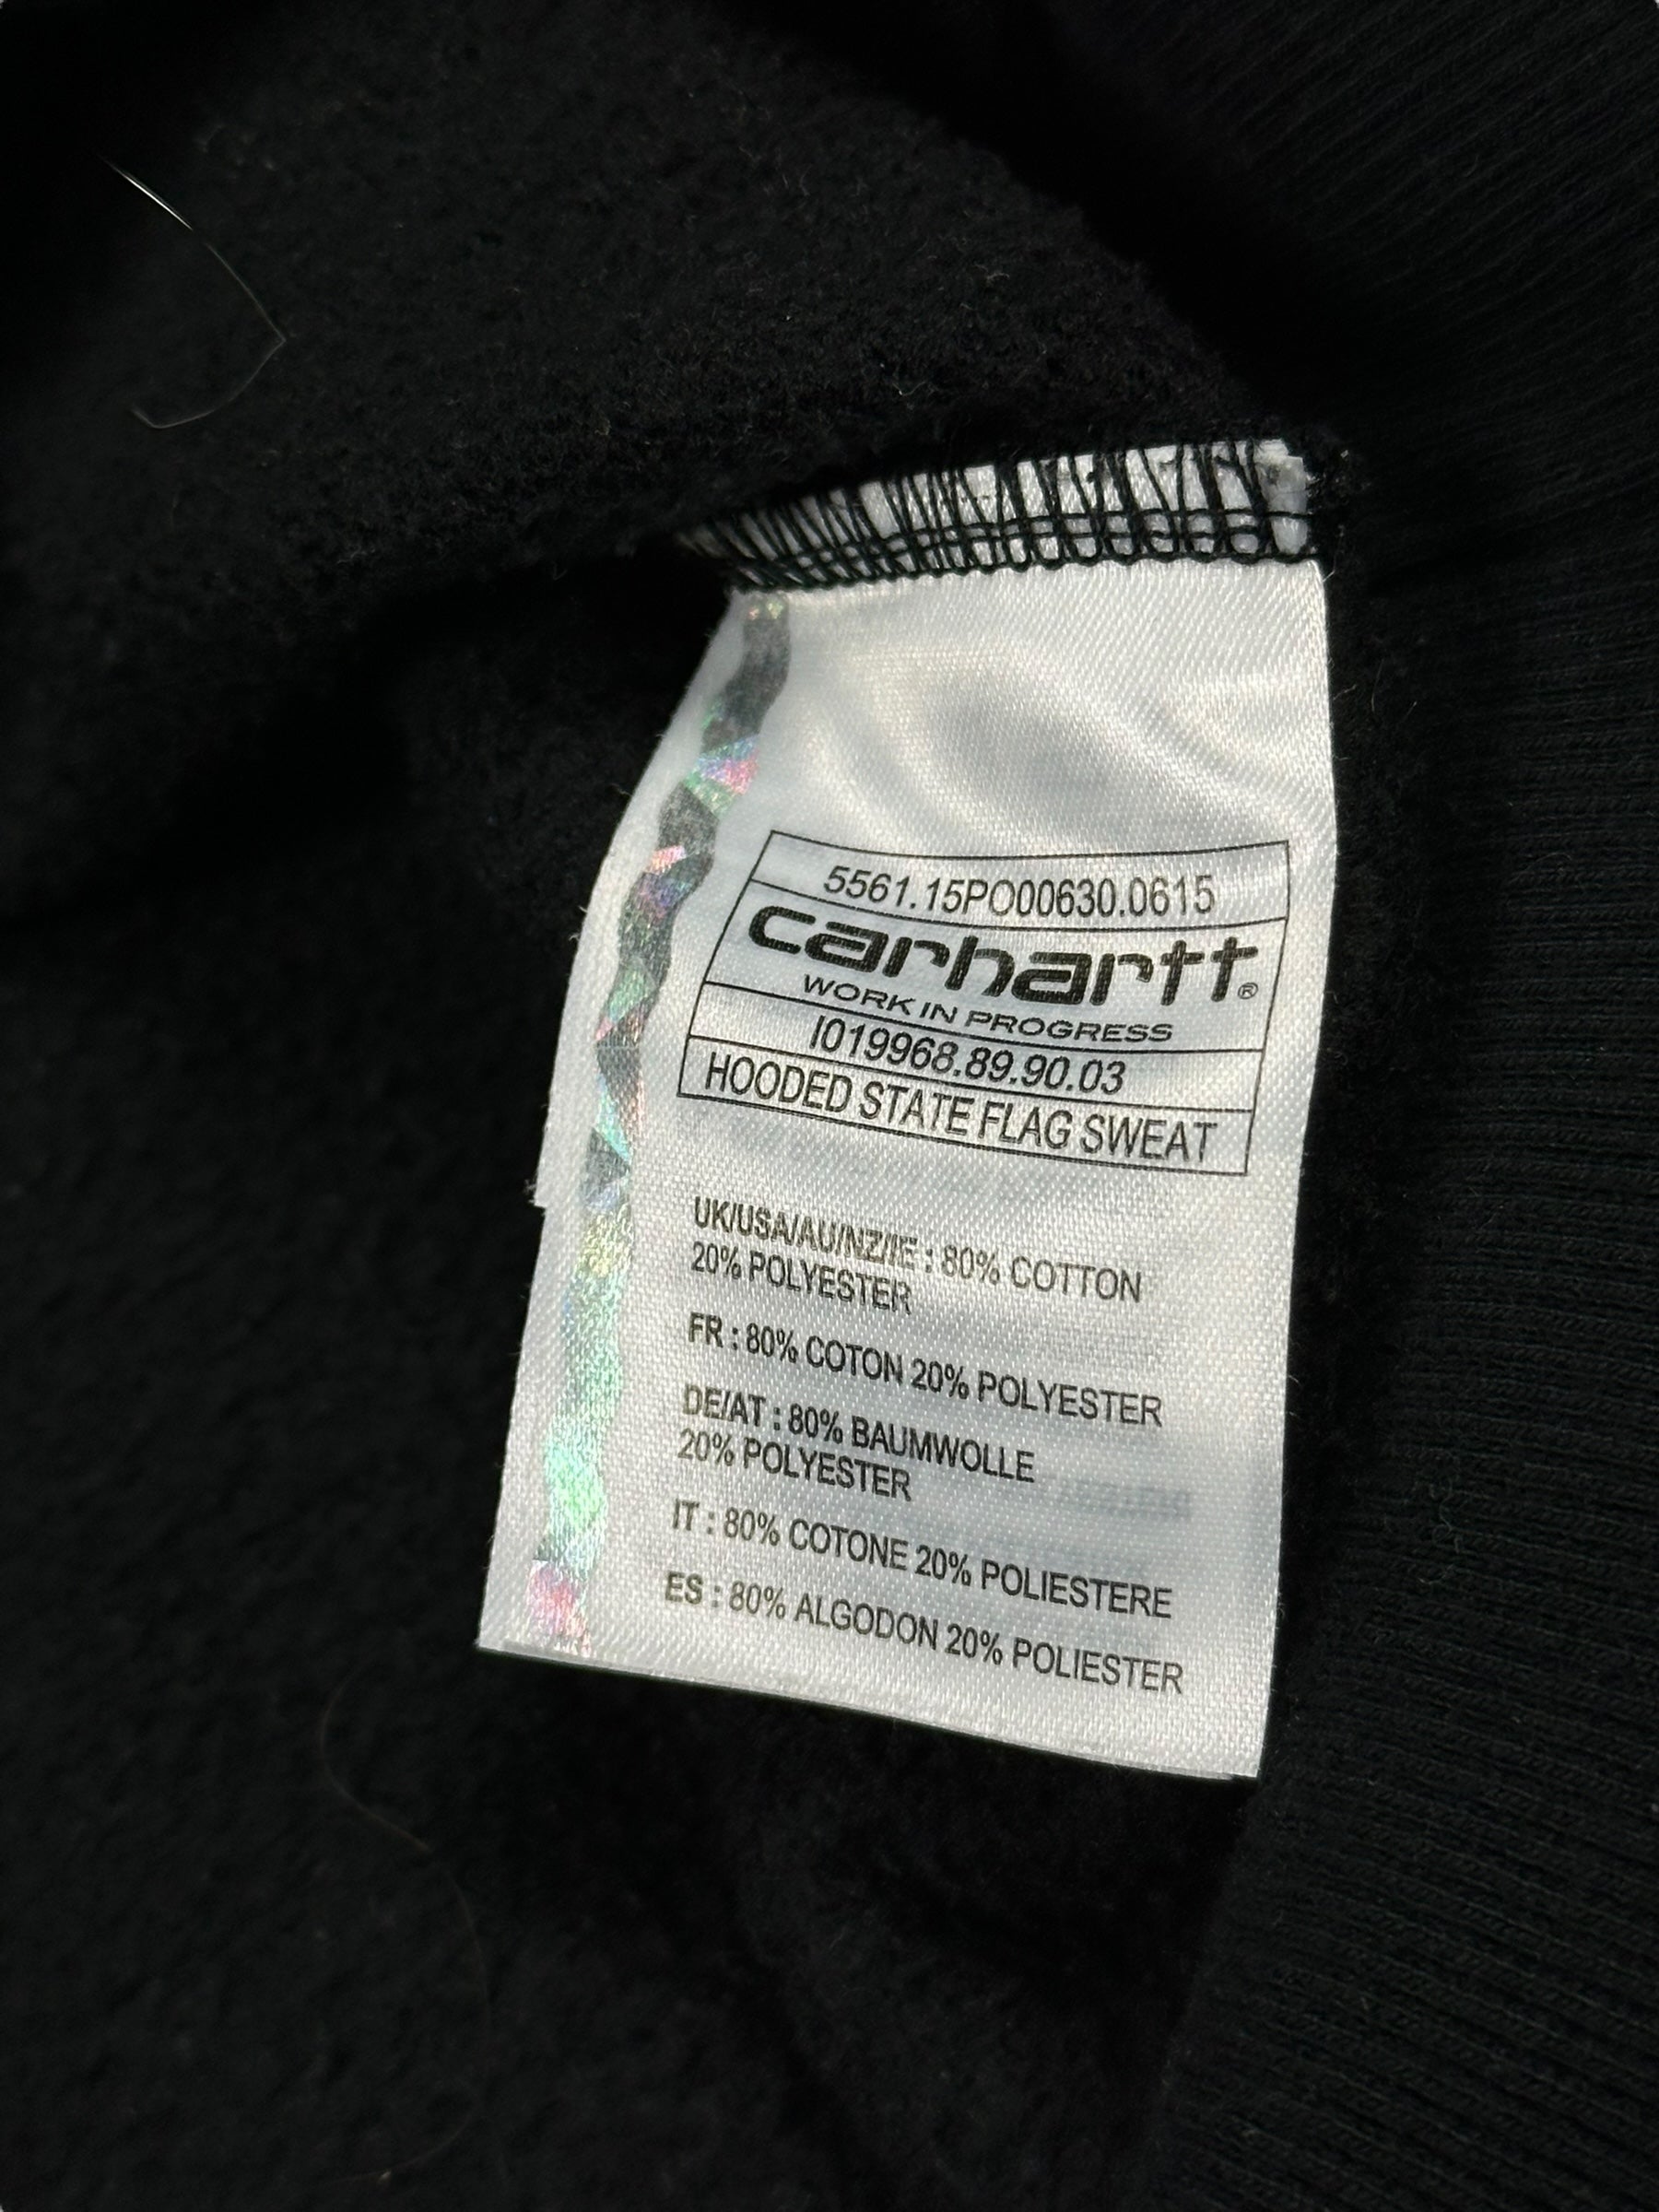 5561.15PO00630.0615
carhartt®
WORK IN PROGRESS
I019968.89.90.03
HOODED STATE FLAG SWEAT
UK/USA/AU/NZ/IE : 80% COTTON
20% POLYESTER
FR : 80% COTON 20% POLYESTER
DE/AT : 80% BAUMWOLLE
20% POLYESTER
IT : 80% COTONE 20% POLIESTERE
ES : 80% ALGODON 20% POLIESTER